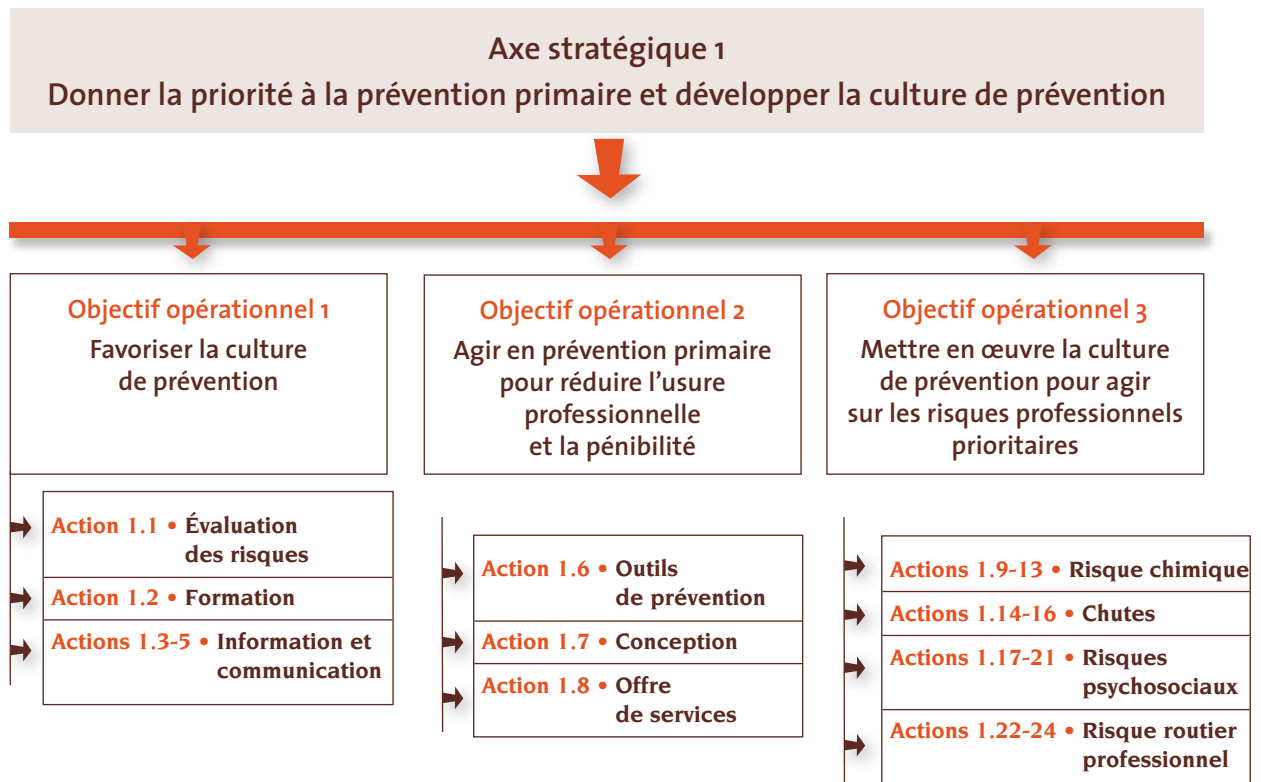 Axe stratégique 1
Donner la priorité à la prévention primaire et développer la culture de prévention
Objectif opérationnel 1
Favoriser la culture
de prévention
Action 1.1 • Évaluation
des risques
Action 1.2 • Formation
Actions 1.3-5 • Information et
communication
Objectif opérationnel 2
Agir en prévention primaire
pour réduire l’usure
professionnelle
et la pénibilité
Action 1.6 • Outils
de prévention
Action 1.7 • Conception
Action 1.8 • Offre
de services
Objectif opérationnel 3
Mettre en œuvre la culture
de prévention pour agir
sur les risques professionnels
prioritaires
Actions 1.9-13 • Risque chimique
Actions 1.14-16 • Chutes
Actions 1.17-21 • Risques
psychosociaux
Actions 1.22-24 • Risque routier
professionnel